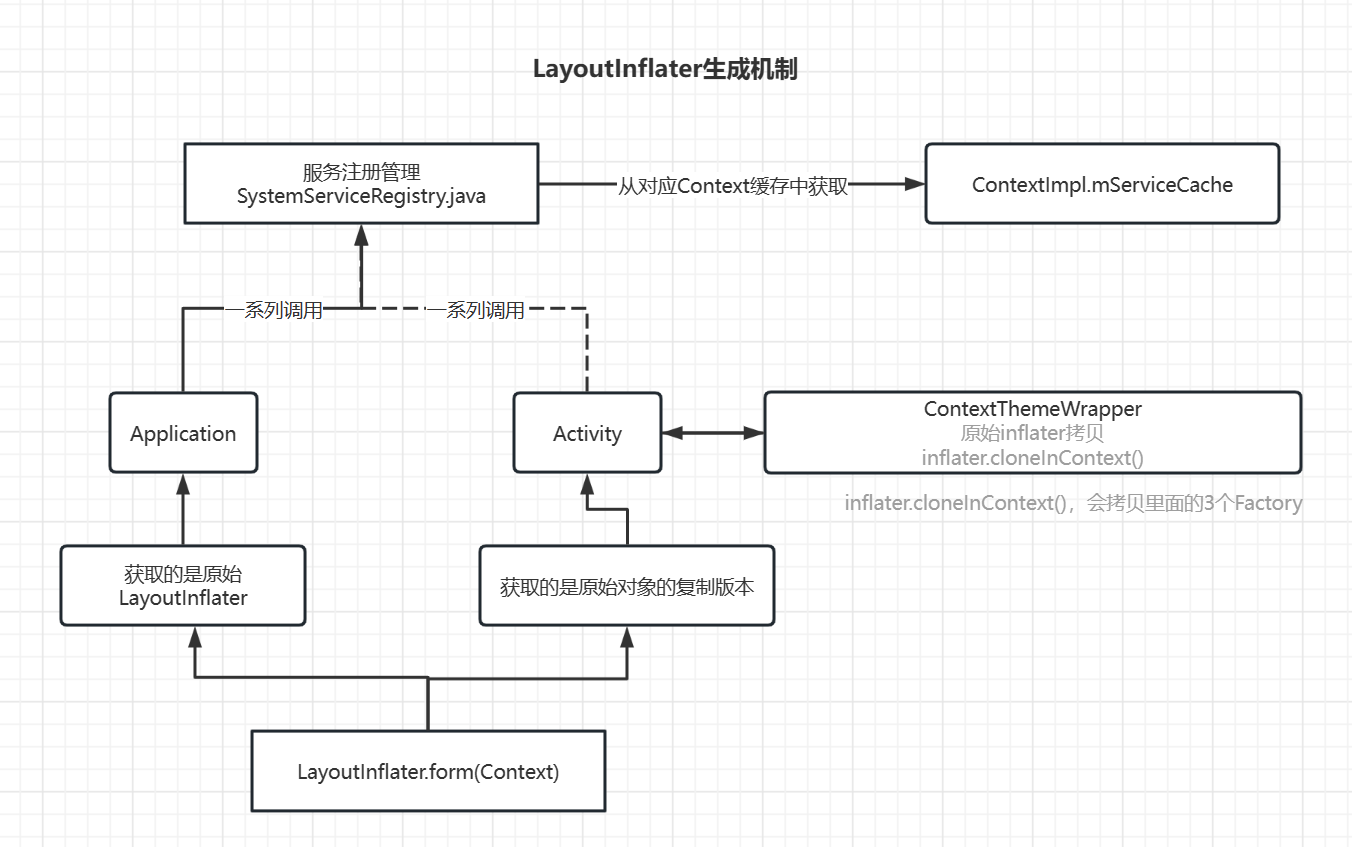 LayoutInflater生成机制
服务注册管理
SystemServiceRegistry.java
从对应Context缓存中获取
ContextImpl.mServiceCache
一系列调用
一系列调用
Application
Activity
ContextThemeWrapper
原始inflater拷贝
inflater.cloneInContext()
inflater.cloneInContext()，会拷贝里面的3个Factory
获取的是原始
LayoutInflater
获取的是原始对象的复制版本
LayoutInflater.form(Context)